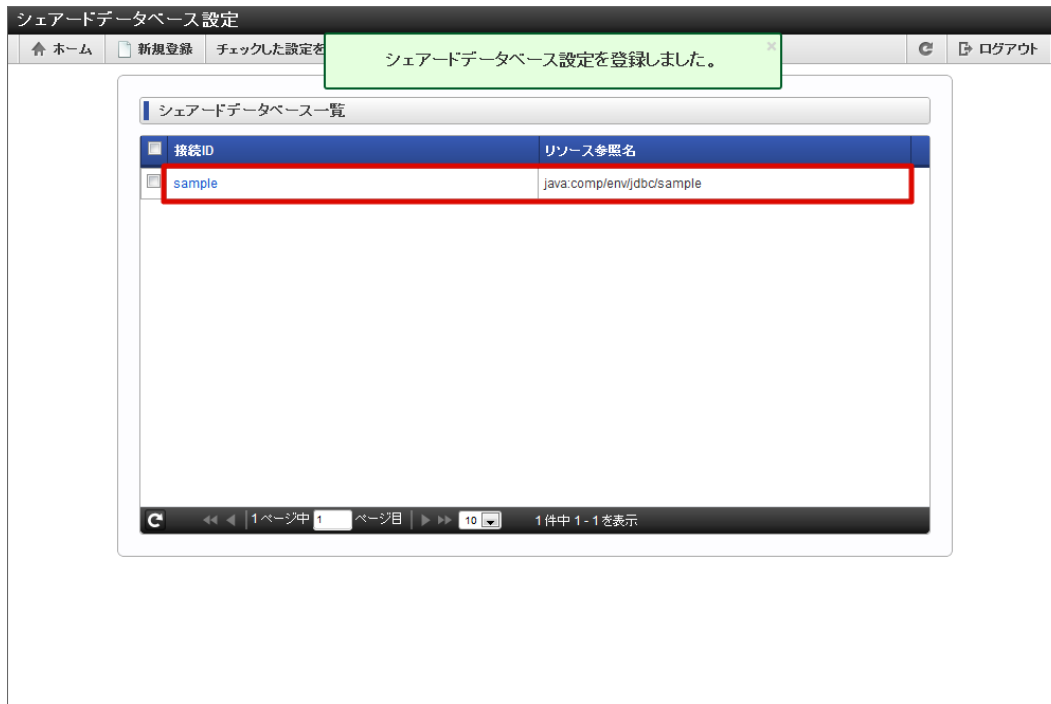 シェアードデータベース設定
ホーム 新規登録 チェックした設定を ログアウト
シェアードデータベース設定を登録しました。
シェアードデータベース一覧
接続ID リソース参照名
sample java:comp/env/jdbc/sample
1 ページ中 1 ページ目 10 1 件中 1 - 1 を表示